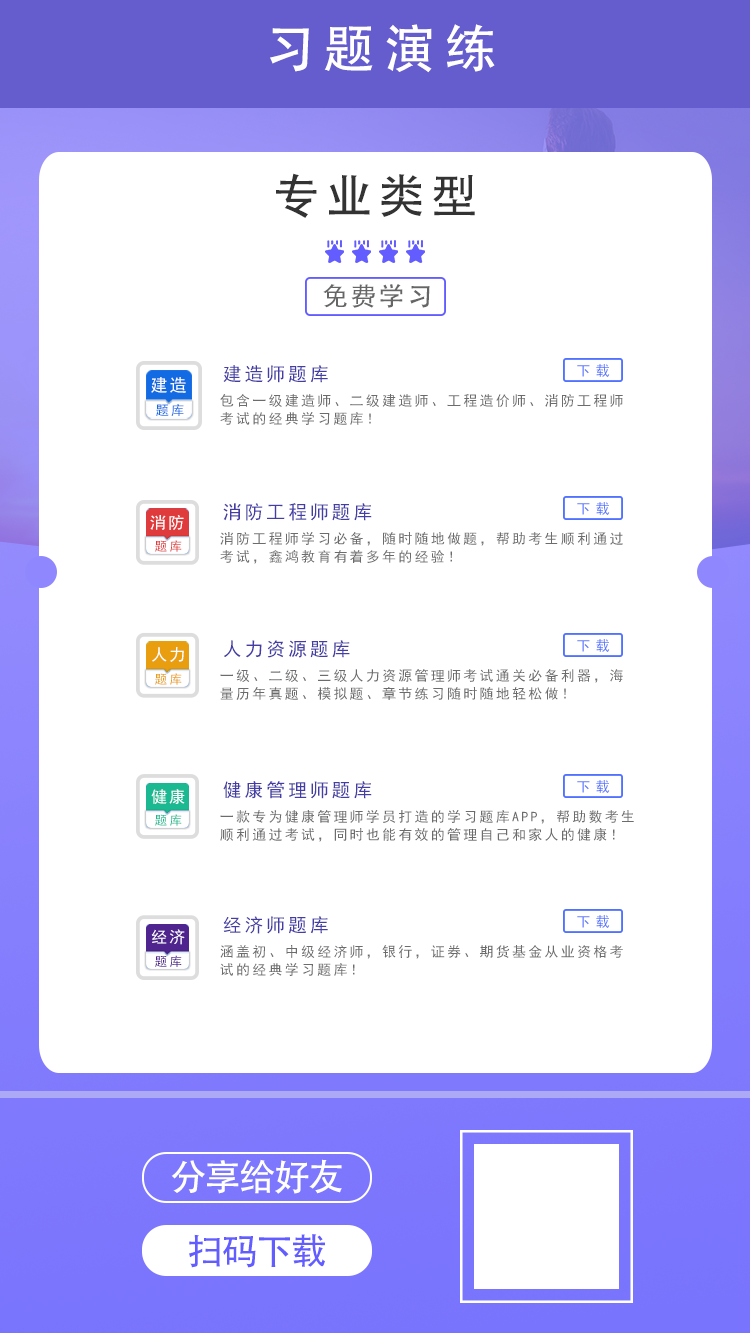 习题演练
专业类型
免费学习
建造
题库
建造师题库
下载
包含一级建造师、二级建造师、工程造价师、消防工程师
考试的经典学习题库！
消防
题库
消防工程师题库
下载
消防工程师学习必备，随时随地做题，帮助考生顺利通过
考试，鑫鸿教育有着多年的经验！
人力
题库
人力资源题库
下载
一级、二级、三级人力资源管理师考试通关必备利器，海
量历年真题、模拟题、章节练习随时随地轻松做！
健康
题库
健康管理师题库
下载
一款专为健康管理师学员打造的学习题库APP，帮助数考生
顺利通过考试，同时也能有效的管理自己和家人的健康！
经济
题库
经济师题库
下载
涵盖初、中级经济师，银行，证券、期货基金从业资格考
试的经典学习题库！
分享给好友
扫码下载